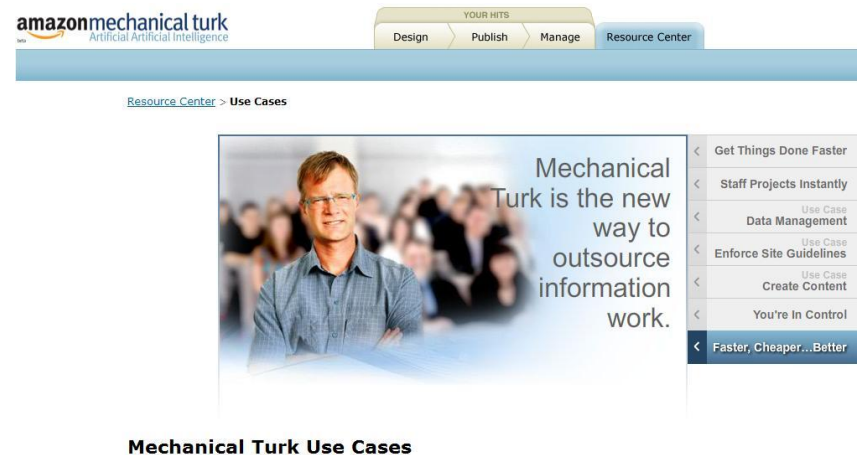 amazonmechanical turk
beta
Artificial Artificial Intelligence
YOUR HITS
Design
Publish
Manage
Resource Center
Resource Center > Use Cases
Mechanical
Turk is the new
way to
outsource
information
work.
Get Things Done Faster
Staff Projects Instantly
Use Case
Data Management
Use Case
Enforce Site Guidelines
Use Case
Create Content
You're In Control
Faster, Cheaper...Better
Mechanical Turk Use Cases